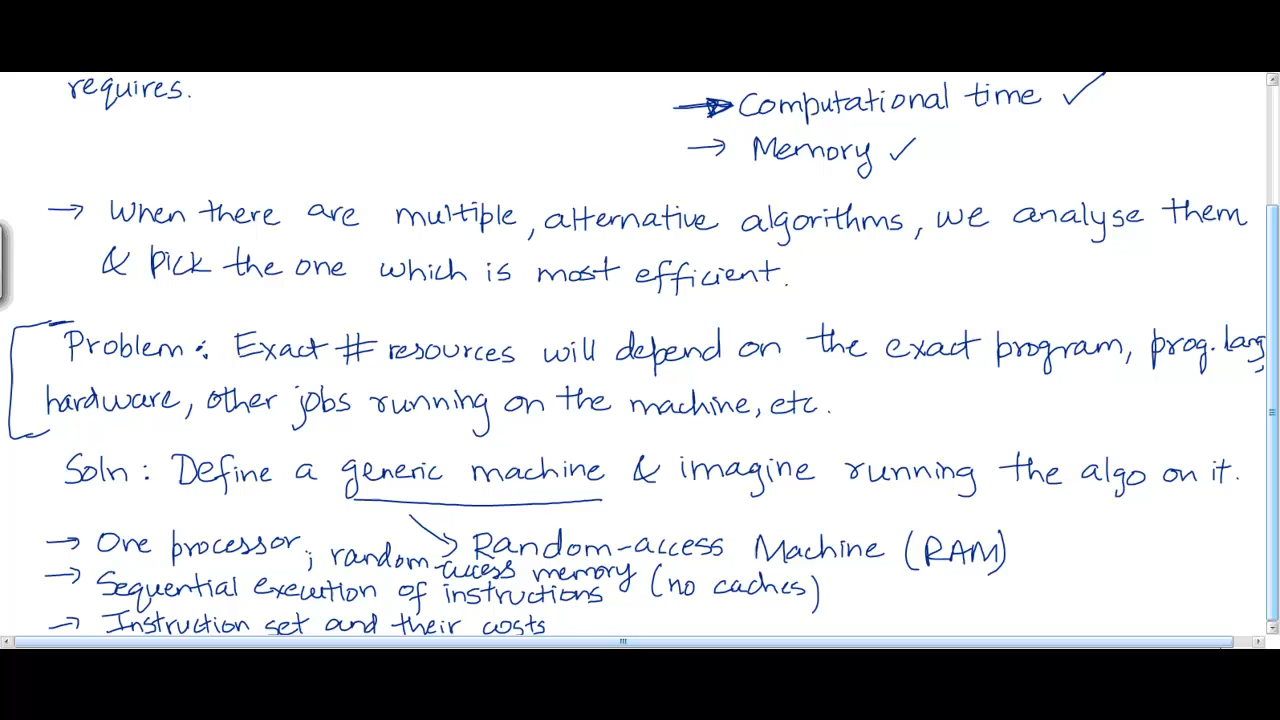 requires.
→ Computational time ✓
→ Memory ✓
→ When there are multiple, alternative algorithms, we analyse them
& pick the one which is most efficient.
Problem: Exact # resources will depend on the exact program, prog. lang,
hardware, other jobs running on the machine, etc.
Soln: Define a generic machine & imagine running the algo on it.
→ Random-access Machine (RAM)
→ One processor; random-access memory (no caches)
→ Sequential execution of instructions
→ Instruction set and their costs